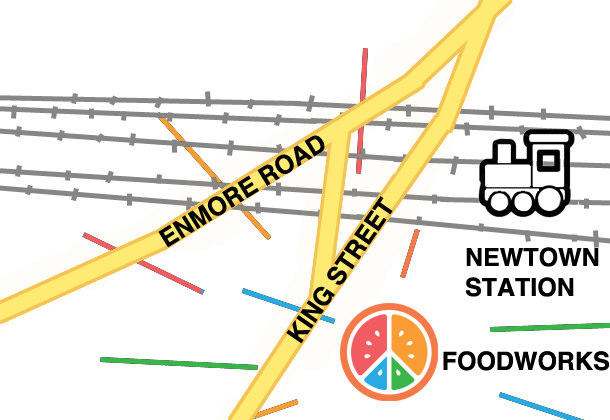 ENMORE ROAD
KING STREET
NEWTOWN
STATION
FOODWORKS